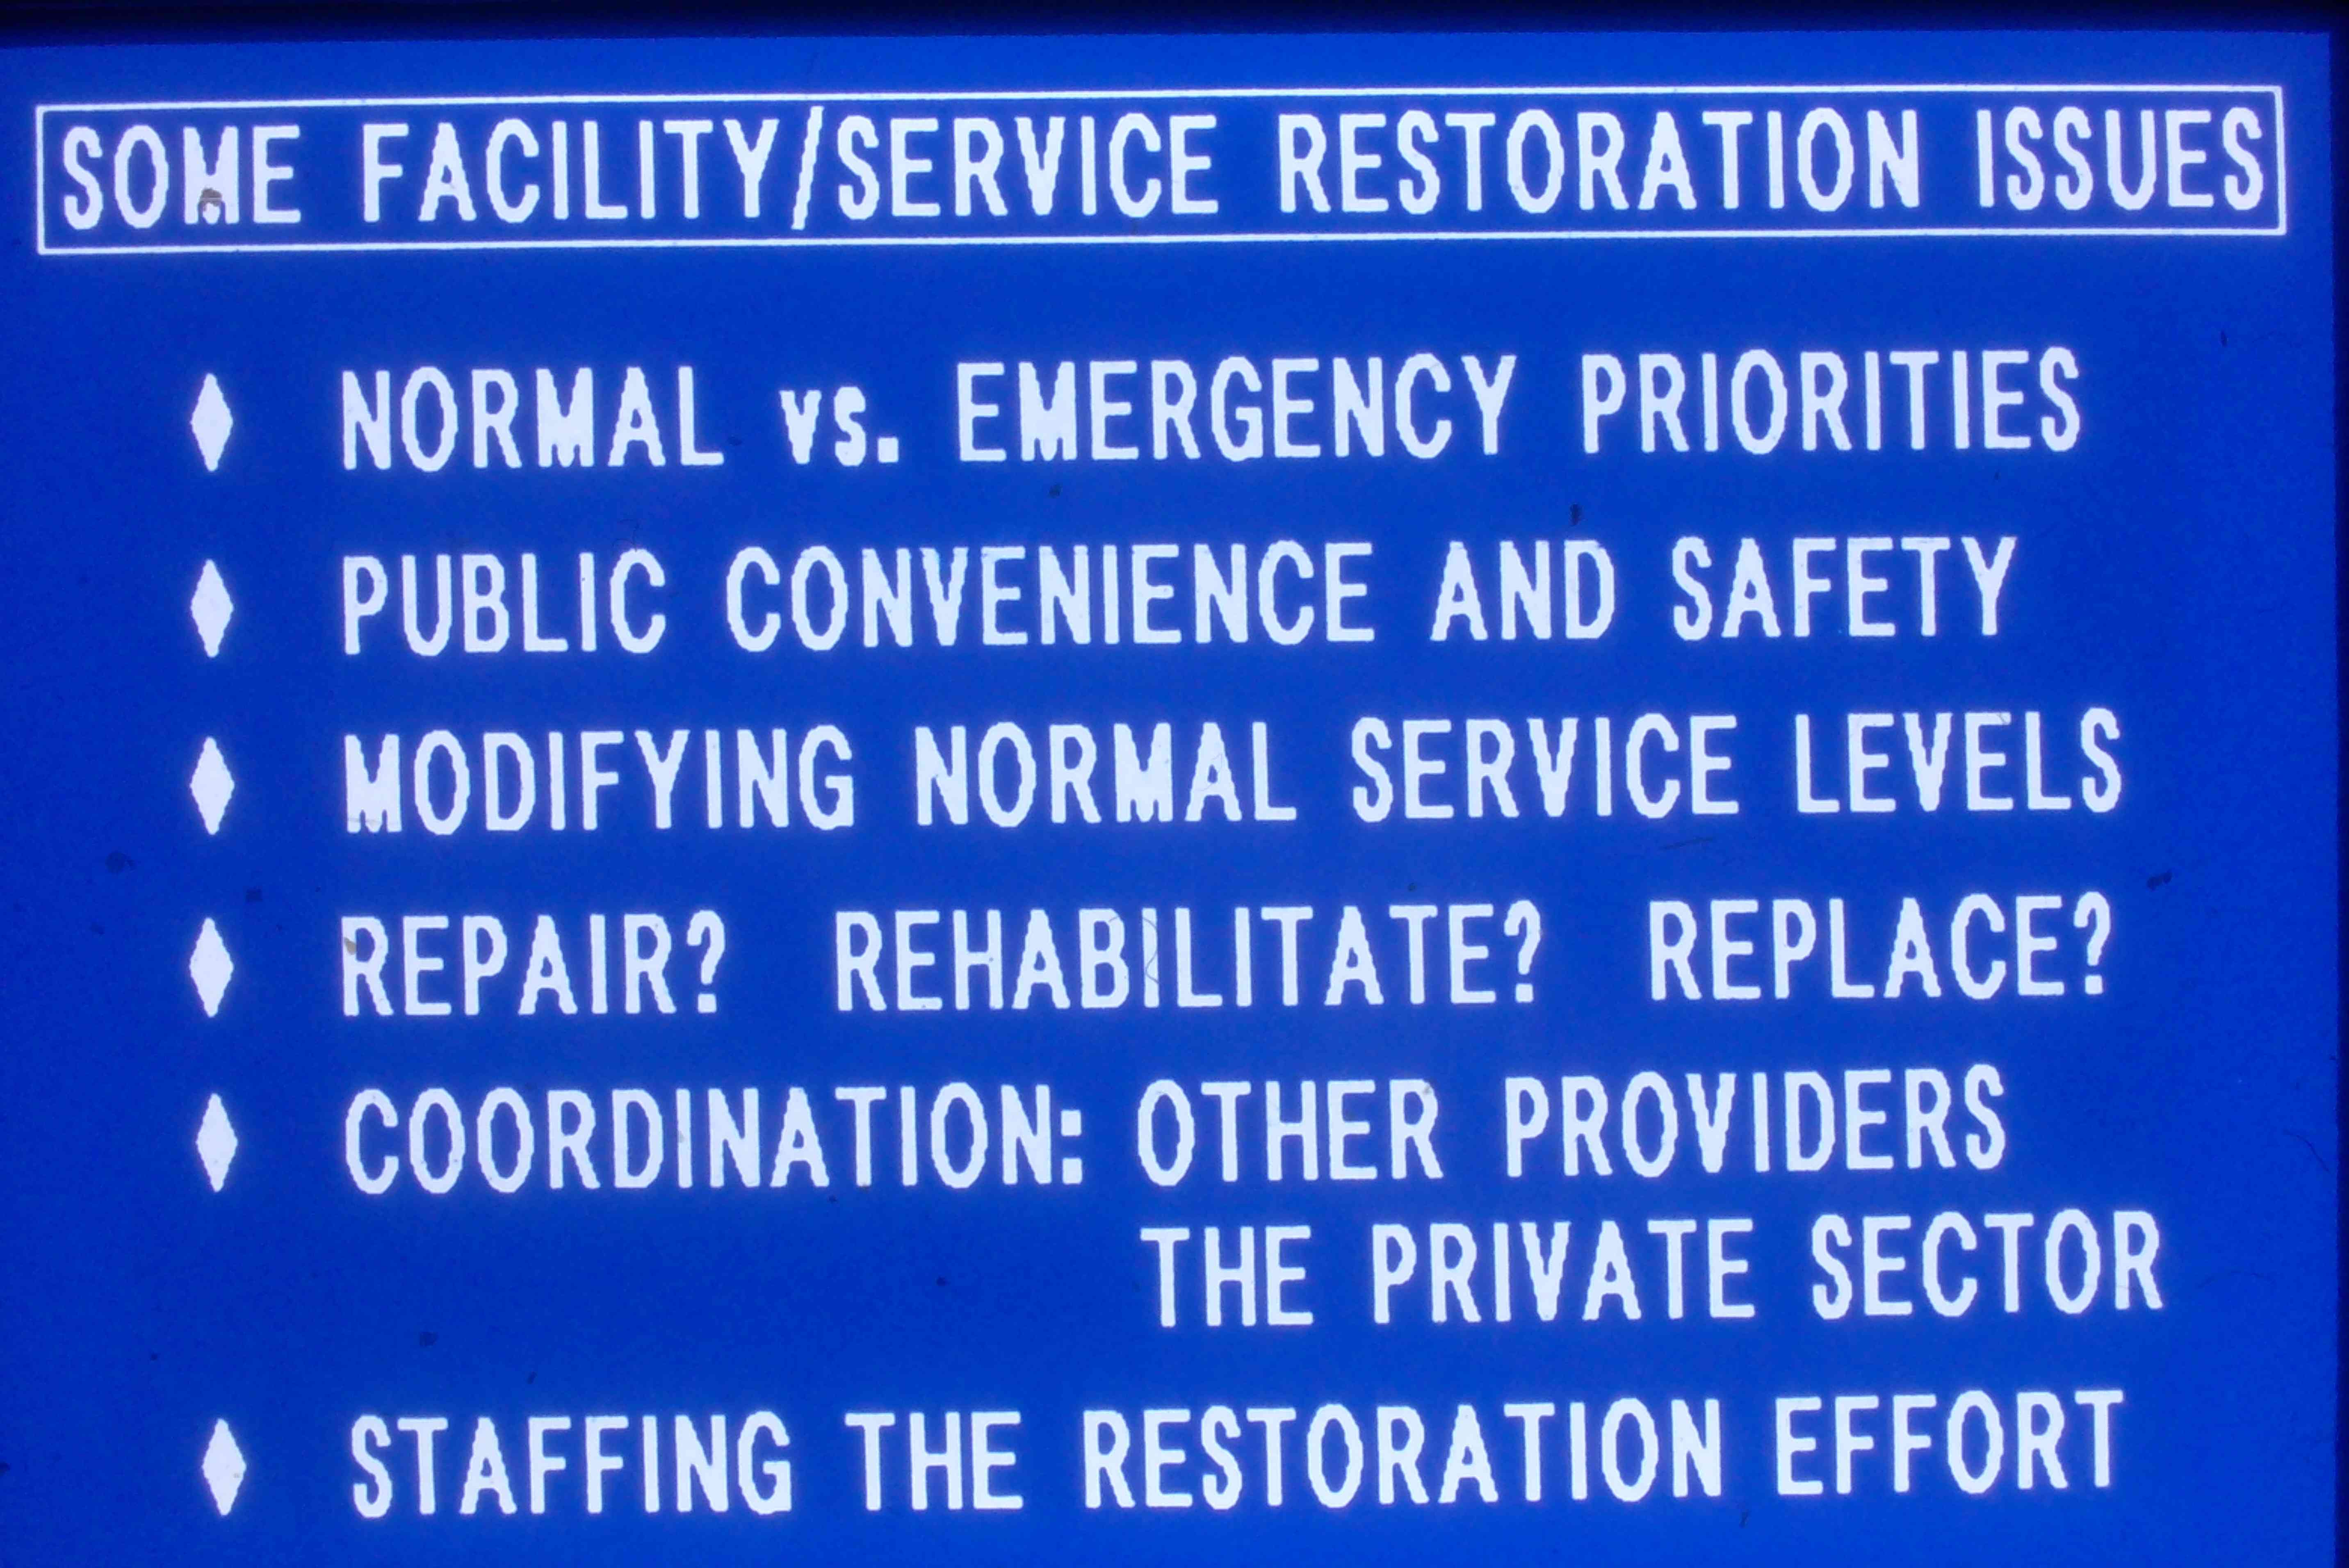 SOME FACILITY/SERVICE RESTORATION ISSUES
♦ NORMAL vs. EMERGENCY PRIORITIES
♦ PUBLIC CONVENIENCE AND SAFETY
♦ MODIFYING NORMAL SERVICE LEVELS
♦ REPAIR? REHABILITATE? REPLACE?
♦ COORDINATION: OTHER PROVIDERS
THE PRIVATE SECTOR
♦ STAFFING THE RESTORATION EFFORT